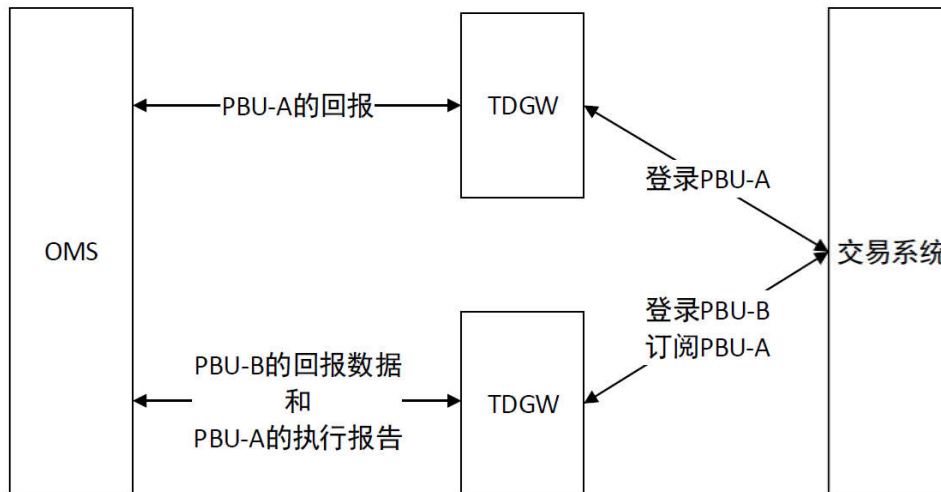 PBU-A的回报
TDGW
登录PBU-A
OMS
交易系统
登录PBU-B
订阅PBU-A
PBU-B的回报数据
和
PBU-A的执行报告
TDGW